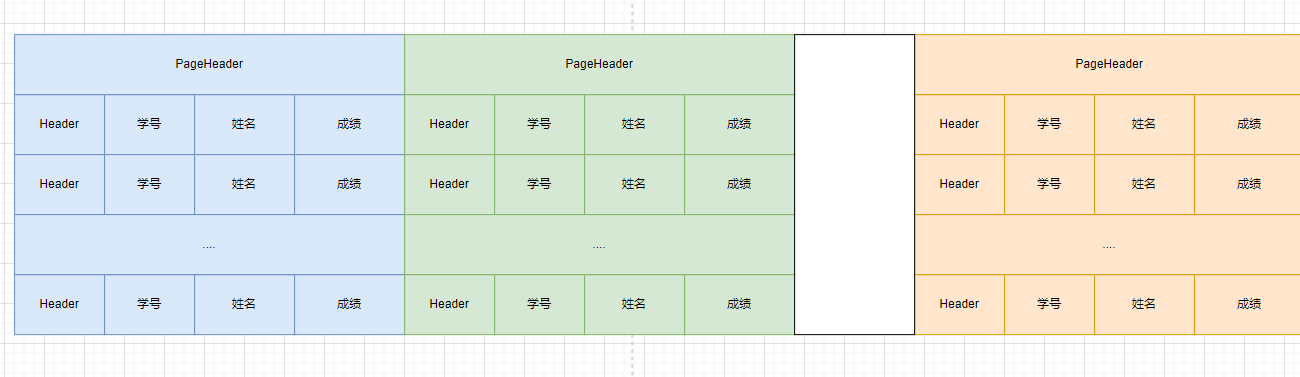 PageHeader PageHeader PageHeader
Header 学号 姓名 成绩 Header 学号 姓名 成绩 Header 学号 姓名 成绩
Header 学号 姓名 成绩 Header 学号 姓名 成绩 Header 学号 姓名 成绩
.... .... ....
Header 学号 姓名 成绩 Header 学号 姓名 成绩 Header 学号 姓名 成绩